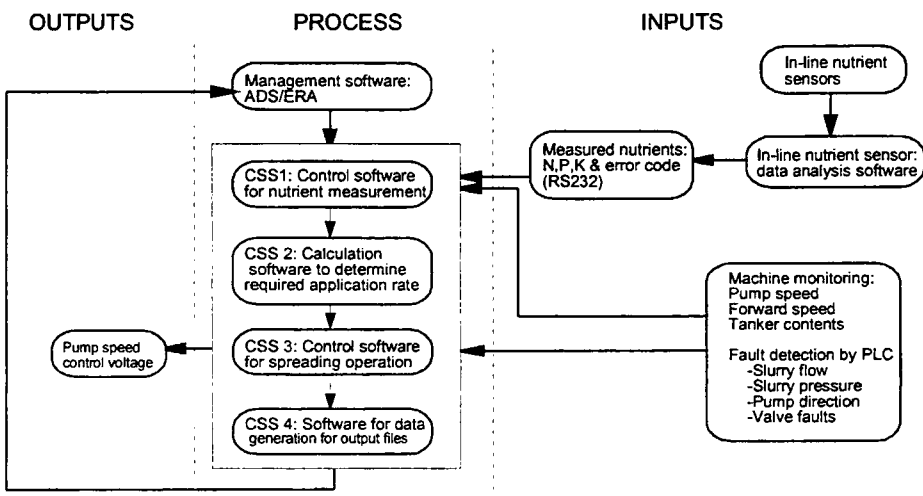 OUTPUTS
PROCESS
INPUTS
Management software:
ADS/ERA
In-line nutrient
sensors
Measured nutrients:
N,P,K & error code
(RS232)
In-line nutrient sensor:
data analysis software
CSS1: Control software
for nutrient measurement
CSS 2: Calculation
software to determine
required application rate
CSS 3: Control software
for spreading operation
CSS 4: Software for data
generation for output files
Pump speed
control voltage
Machine monitoring:
Pump speed
Forward speed
Tanker contents
Fault detection by PLC
-Slurry flow
-Slurry pressure
-Pump direction
-Valve faults